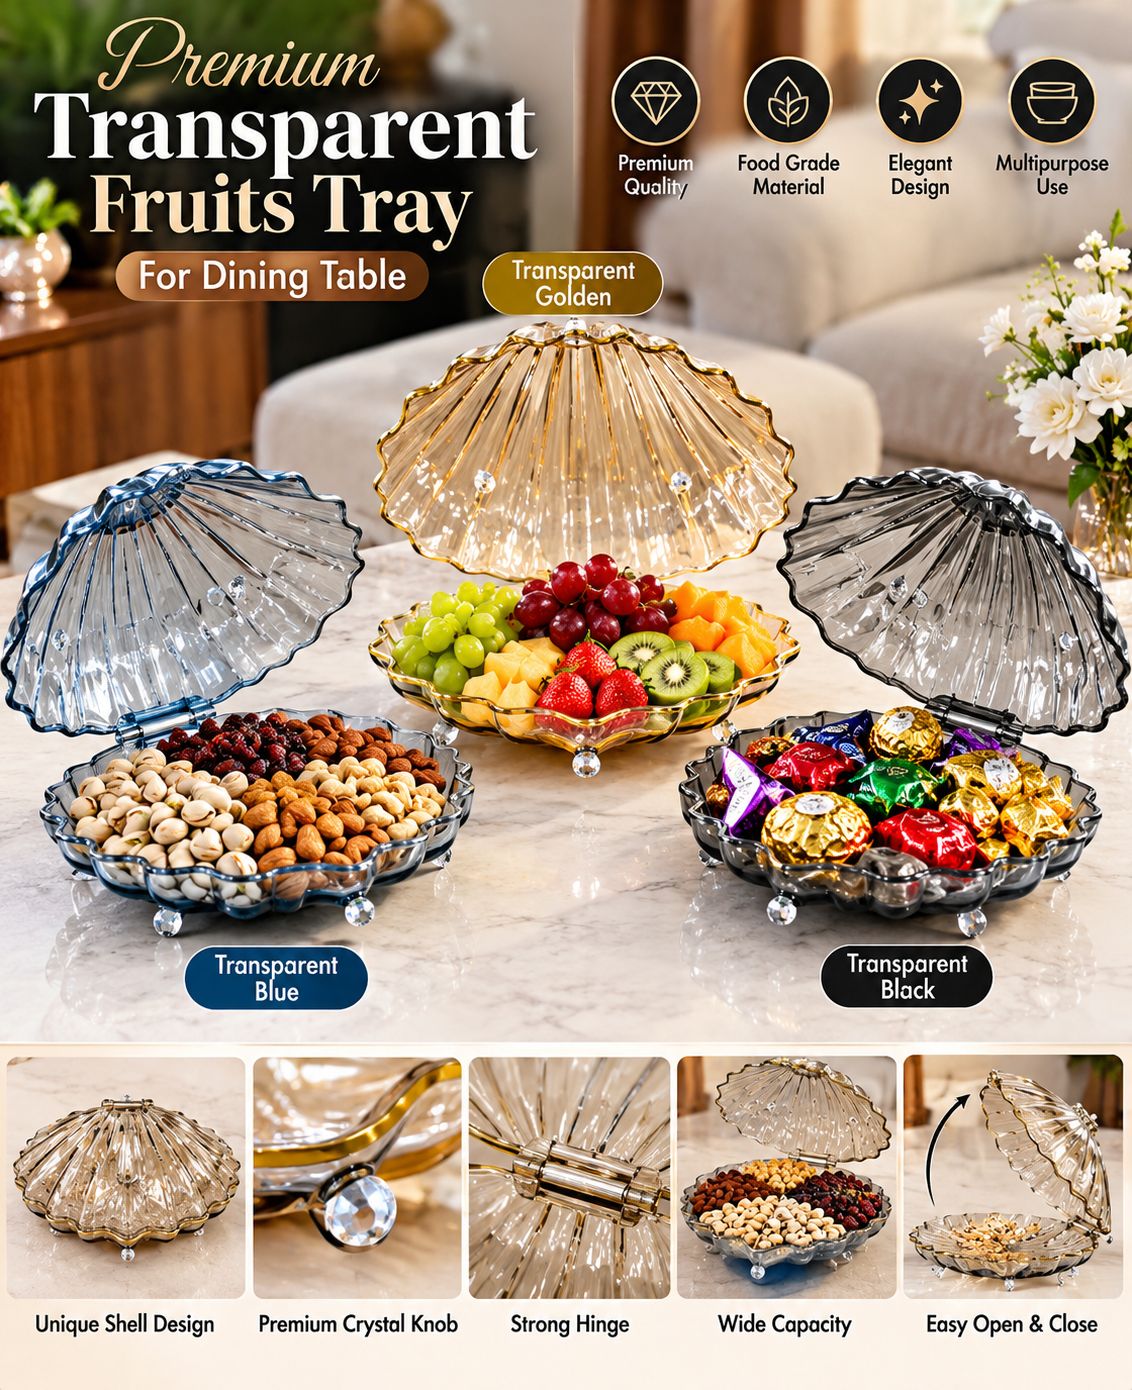 Premium
Transparent
Fruits Tray
For Dining Table
Premium
Quality
Food Grade
Material
Elegant
Design
Multipurpose
Use
Transparent
Golden
Transparent
Blue
Transparent
Black
Unique Shell Design
Premium Crystal Knob
Strong Hinge
Wide Capacity
Easy Open & Close